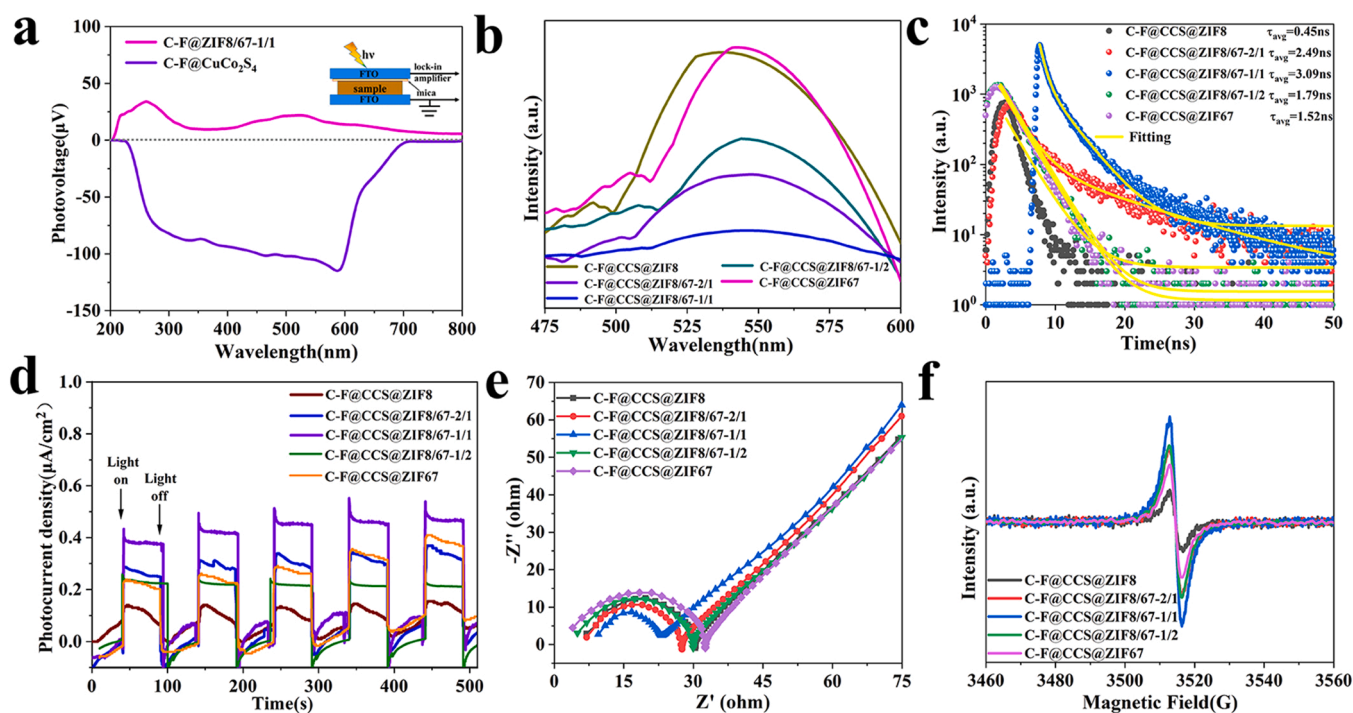 a
C-F@ZIF8/67-1/1
C-F@CuCo₂S₄
hν
FTO
sample
FTO
lock-in
amplifier
mica
Photovoltage(μV)
100
50
0
-50
-100
-150
200 300 400 500 600 700 800
Wavelength(nm)
b
Intensity (a.u.)
C-F@CCS@ZIF8
C-F@CCS@ZIF8/67-2/1
C-F@CCS@ZIF8/67-1/1
C-F@CCS@ZIF8/67-1/2
C-F@CCS@ZIF67
475 500 525 550 575 600
Wavelength(nm)
c
C-F@CCS@ZIF8 τavg=0.45ns
C-F@CCS@ZIF8/67-2/1 τavg=2.49ns
C-F@CCS@ZIF8/67-1/1 τavg=3.09ns
C-F@CCS@ZIF8/67-1/2 τavg=1.79ns
C-F@CCS@ZIF67 τavg=1.52ns
Fitting
Intensity (a.u.)
10⁴
10³
10²
10¹
10⁰
0 10 20 30 40 50
Time(ns)
d
C-F@CCS@ZIF8
C-F@CCS@ZIF8/67-2/1
C-F@CCS@ZIF8/67-1/1
C-F@CCS@ZIF8/67-1/2
C-F@CCS@ZIF67
Light
on
Light
off
Photocurrent density(μA/cm²)
1.0
0.8
0.6
0.4
0.2
0.0
0 100 200 300 400 500
Time(s)
e
C-F@CCS@ZIF8
C-F@CCS@ZIF8/67-2/1
C-F@CCS@ZIF8/67-1/1
C-F@CCS@ZIF8/67-1/2
C-F@CCS@ZIF67
-Z'' (ohm)
70
60
50
40
30
20
10
0
0 15 30 45 60 75
Z' (ohm)
f
Intensity (a.u.)
C-F@CCS@ZIF8
C-F@CCS@ZIF8/67-2/1
C-F@CCS@ZIF8/67-1/1
C-F@CCS@ZIF8/67-1/2
C-F@CCS@ZIF67
3460 3480 3500 3520 3540 3560
Magnetic Field(G)